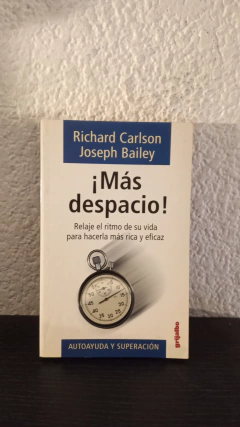 Richard Carlson
Joseph Bailey
¡Más
despacio!
Relaje el ritmo de su vida
para hacerla más rica y eficaz
AUTOAYUDA Y SUPERACIÓN
grijalbo